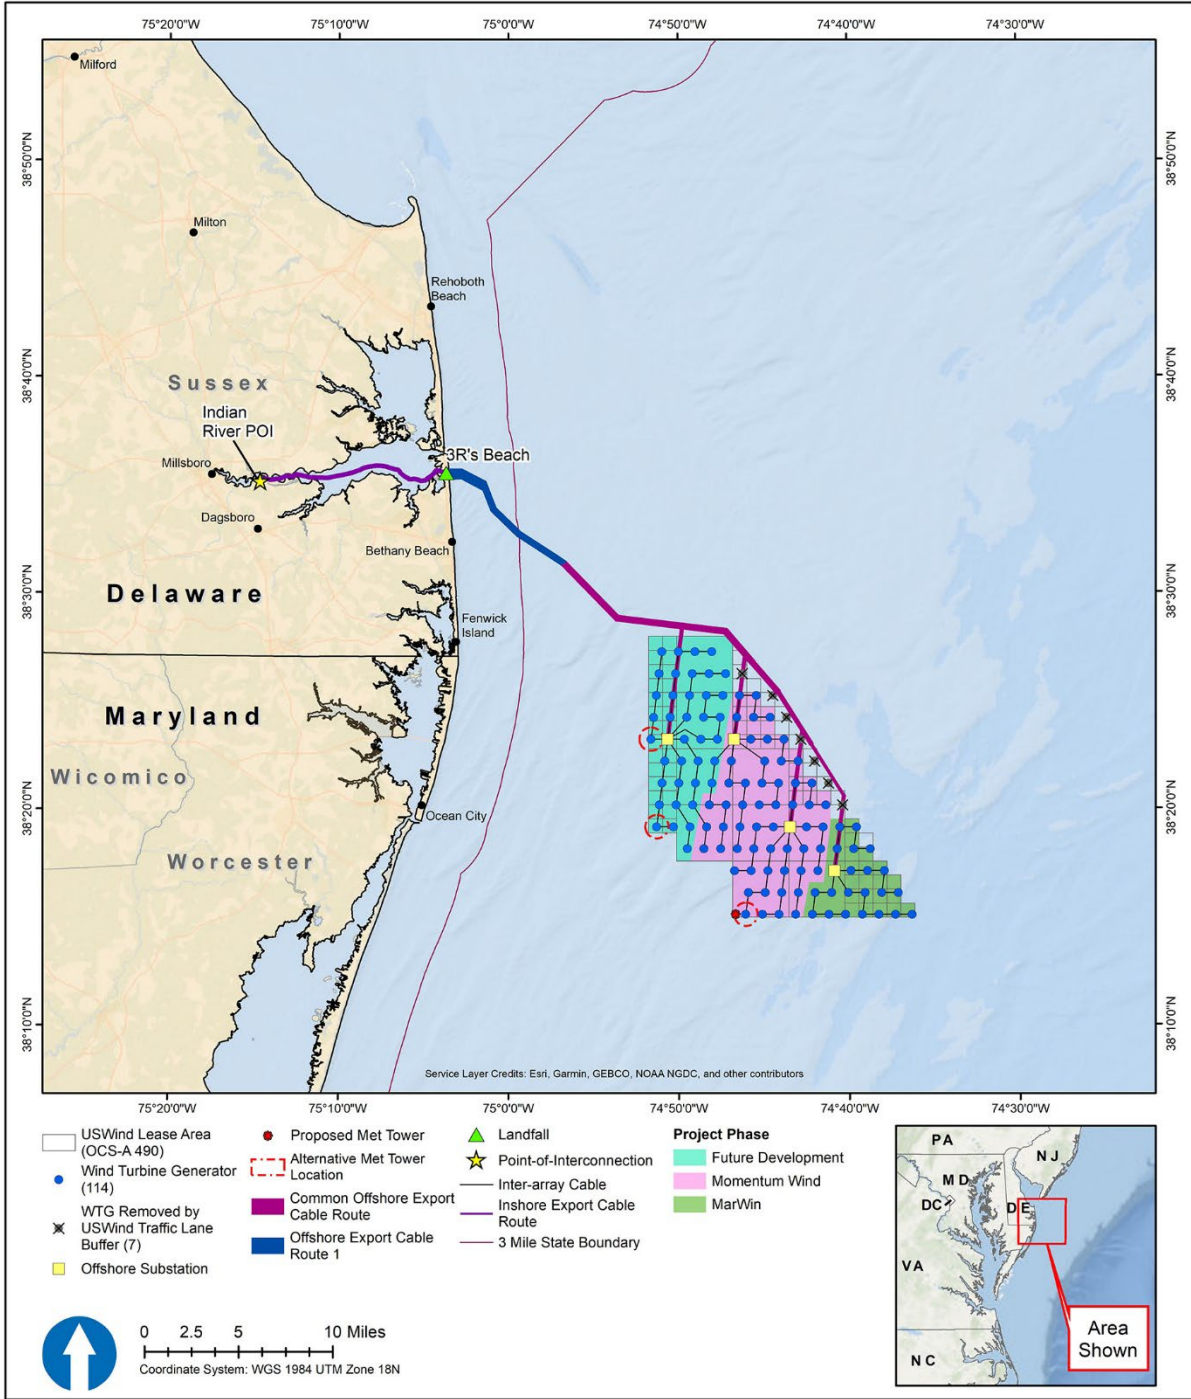 75°20'0"W
75°10'0"W
75°0'0"W
74°50'0"W
74°40'0"W
74°30'0"W
38°50'0"N
38°50'0"N
38°40'0"N
38°40'0"N
38°30'0"N
38°30'0"N
38°20'0"N
38°20'0"N
38°10'0"N
38°10'0"N
Milford
Milton
Rehoboth
Beach
Sussex
Indian
River POI
Millsboro
3R's Beach
Dagsboro
Bethany Beach
Delaware
Fenwick
Island
Maryland
Wicomico
Ocean City
Worcester
Service Layer Credits: Esri, Garmin, GEBCO, NOAA NGDC, and other contributors
75°20'0"W
75°10'0"W
75°0'0"W
74°50'0"W
74°40'0"W
74°30'0"W
USWind Lease Area
(OCS-A 490)
Wind Turbine Generator
(114)
WTG Removed by
USWind Traffic Lane
Buffer (7)
Offshore Substation
Proposed Met Tower
Alternative Met Tower
Location
Common Offshore Export
Cable Route
Offshore Export Cable
Route 1
Landfall
Point-of-Interconnection
Inter-array Cable
Inshore Export Cable
Route
3 Mile State Boundary
Project Phase
Future Development
Momentum Wind
MarWin
0 2.5 5 10 Miles
Coordinate System: WGS 1984 UTM Zone 18N
PA
NJ
MD
DC
DE
VA
NC
Area
Shown